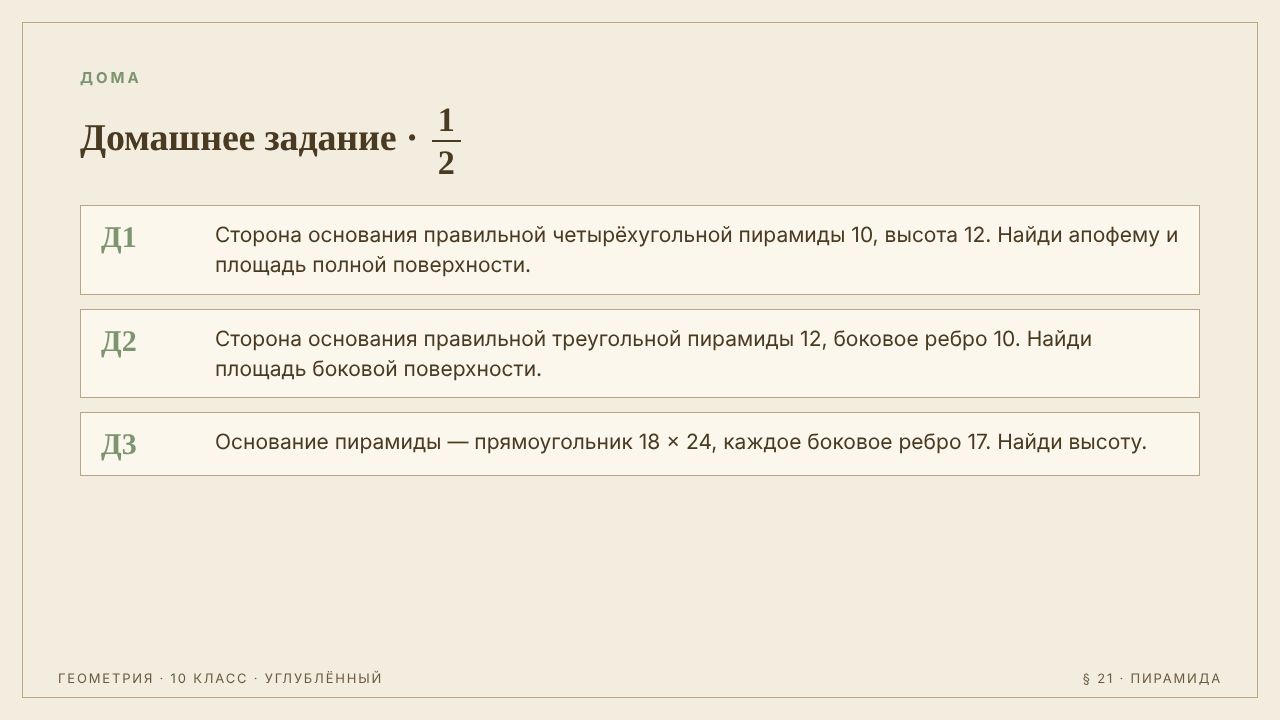 ДОМА
Домашнее задание · 1/2
Д1
Сторона основания правильной четырёхугольной пирамиды 10, высота 12. Найди апофему и
площадь полной поверхности.
Д2
Сторона основания правильной треугольной пирамиды 12, боковое ребро 10. Найди
площадь боковой поверхности.
Д3
Основание пирамиды — прямоугольник 18 × 24, каждое боковое ребро 17. Найди высоту.
ГЕОМЕТРИЯ · 10 КЛАСС · УГЛУБЛЁННЫЙ
§ 21 · ПИРАМИДА